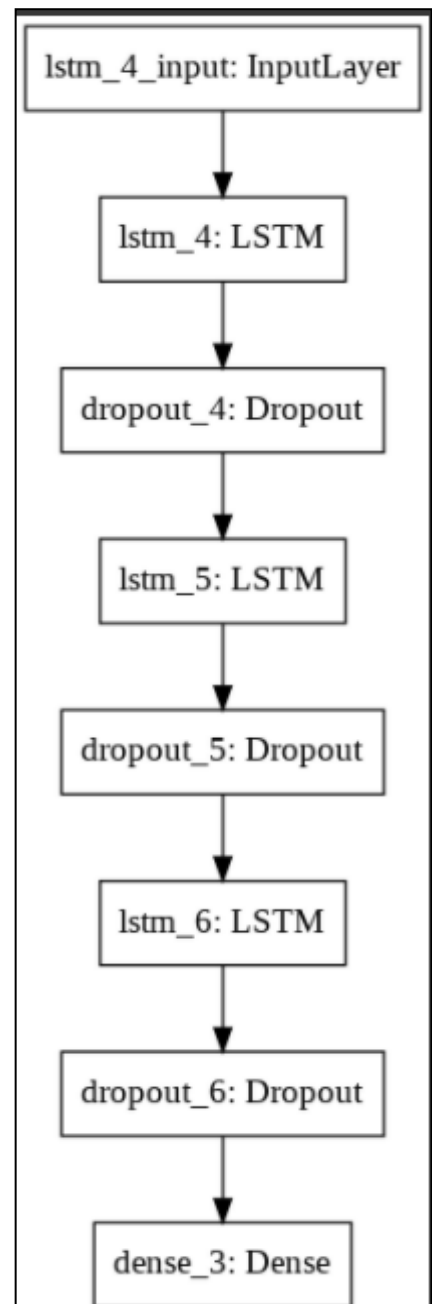 lstm_4_input: InputLayer
lstm_4: LSTM
dropout_4: Dropout
lstm_5: LSTM
dropout_5: Dropout
lstm_6: LSTM
dropout_6: Dropout
dense_3: Dense